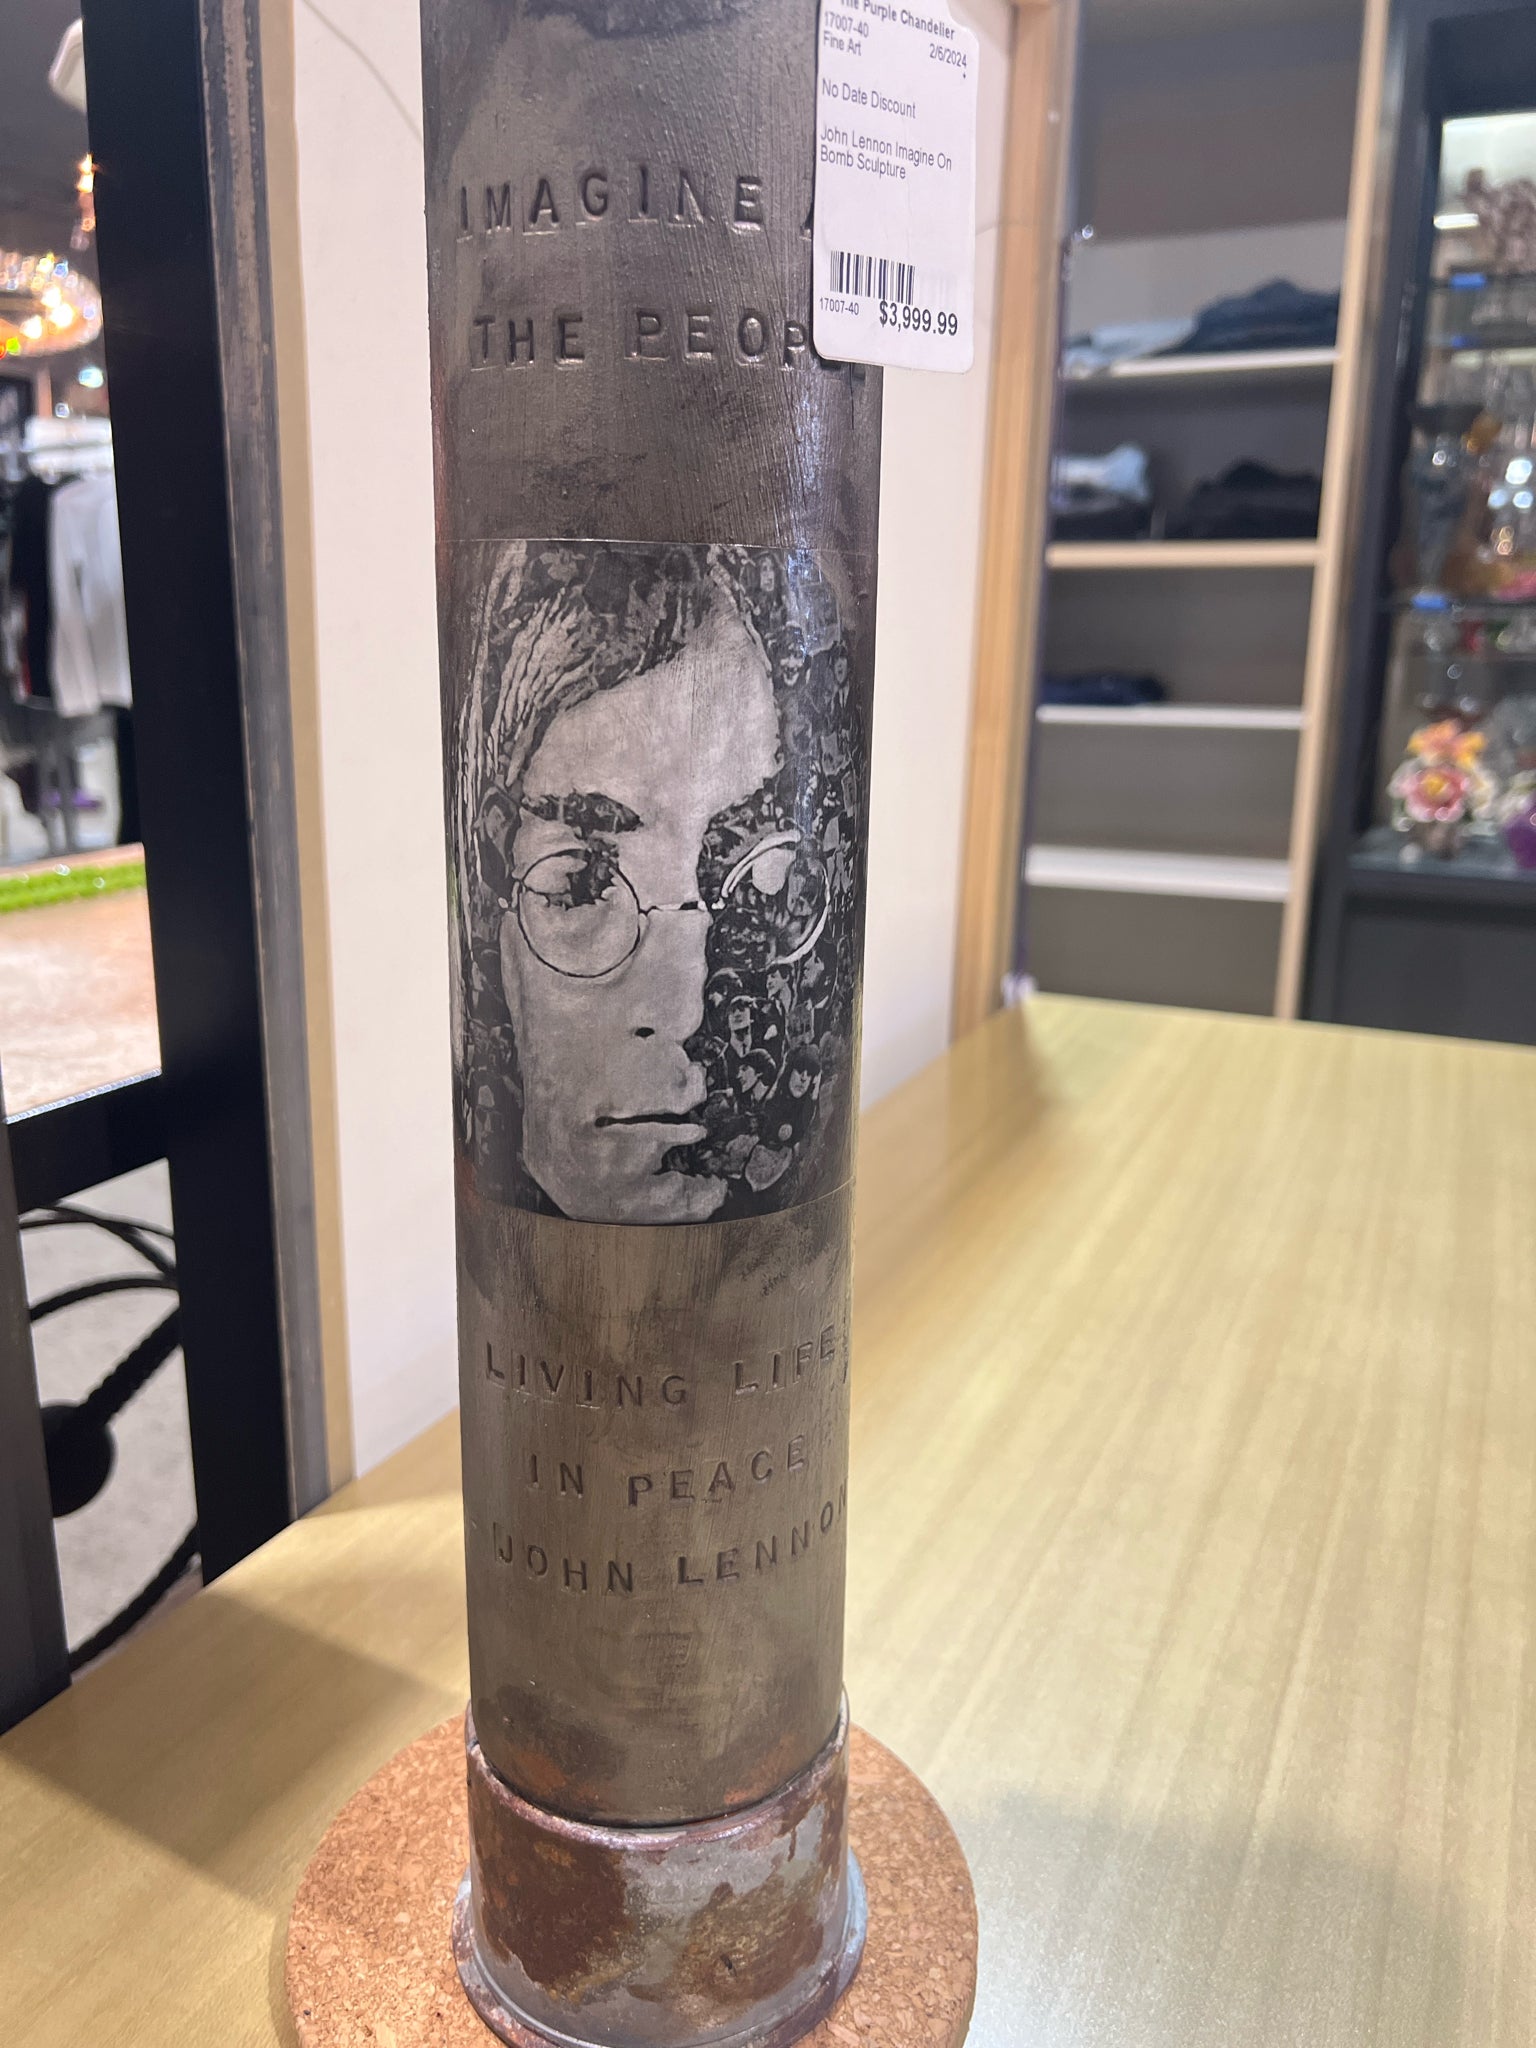 The Purple Chandelier
17007-40
Fine Art 2/6/2024
No Date Discount
John Lennon Imagine On
Bomb Sculpture
17007-40 $3,999.99
IMAGINE
THE
LIVING LIFE
IN PEACE
JOHN LENNON